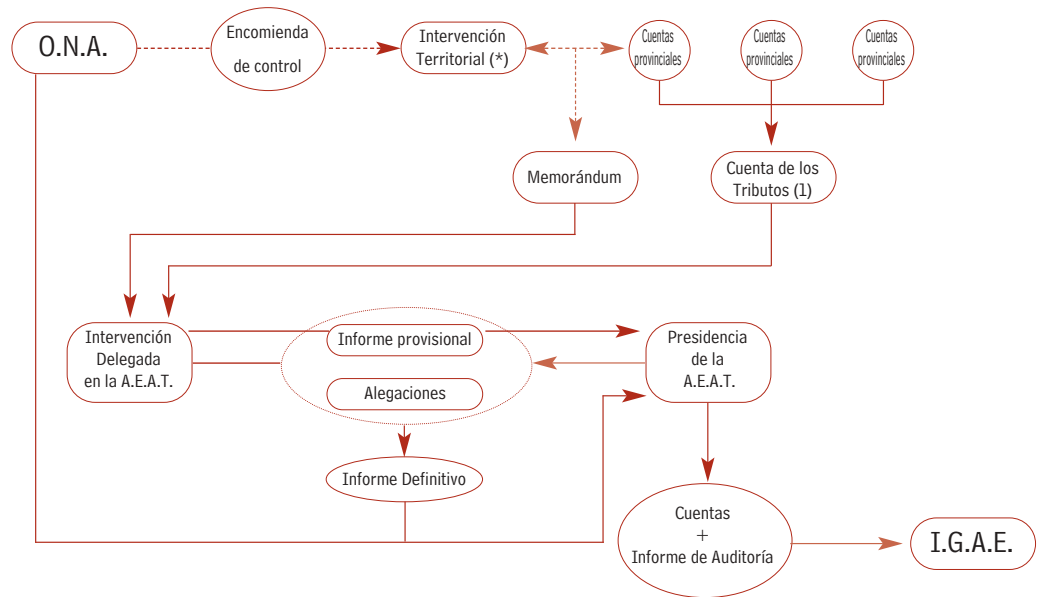 O.N.A.
Encomienda
de control
Intervención
Territorial (*)
Cuentas
provinciales
Cuentas
provinciales
Cuentas
provinciales
Memorándum
Cuenta de los
Tributos (1)
Intervención
Delegada
en la A.E.A.T.
Informe provisional
Alegaciones
Presidencia
de la
A.E.A.T.
Informe Definitivo
Cuentas
+
Informe de Auditoría
I.G.A.E.